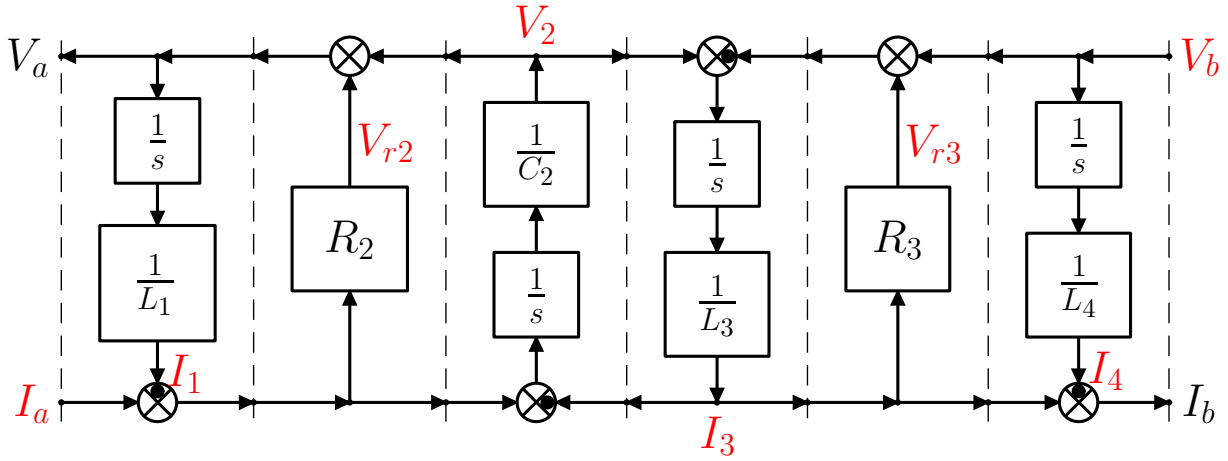 V_a V_2 V_b
1/s 1/C_2 1/s 1/s
V_{r2} V_{r3}
R_2 R_3
1/L_1 1/s 1/L_3 1/L_4
I_1 I_4
I_a I_3 I_b